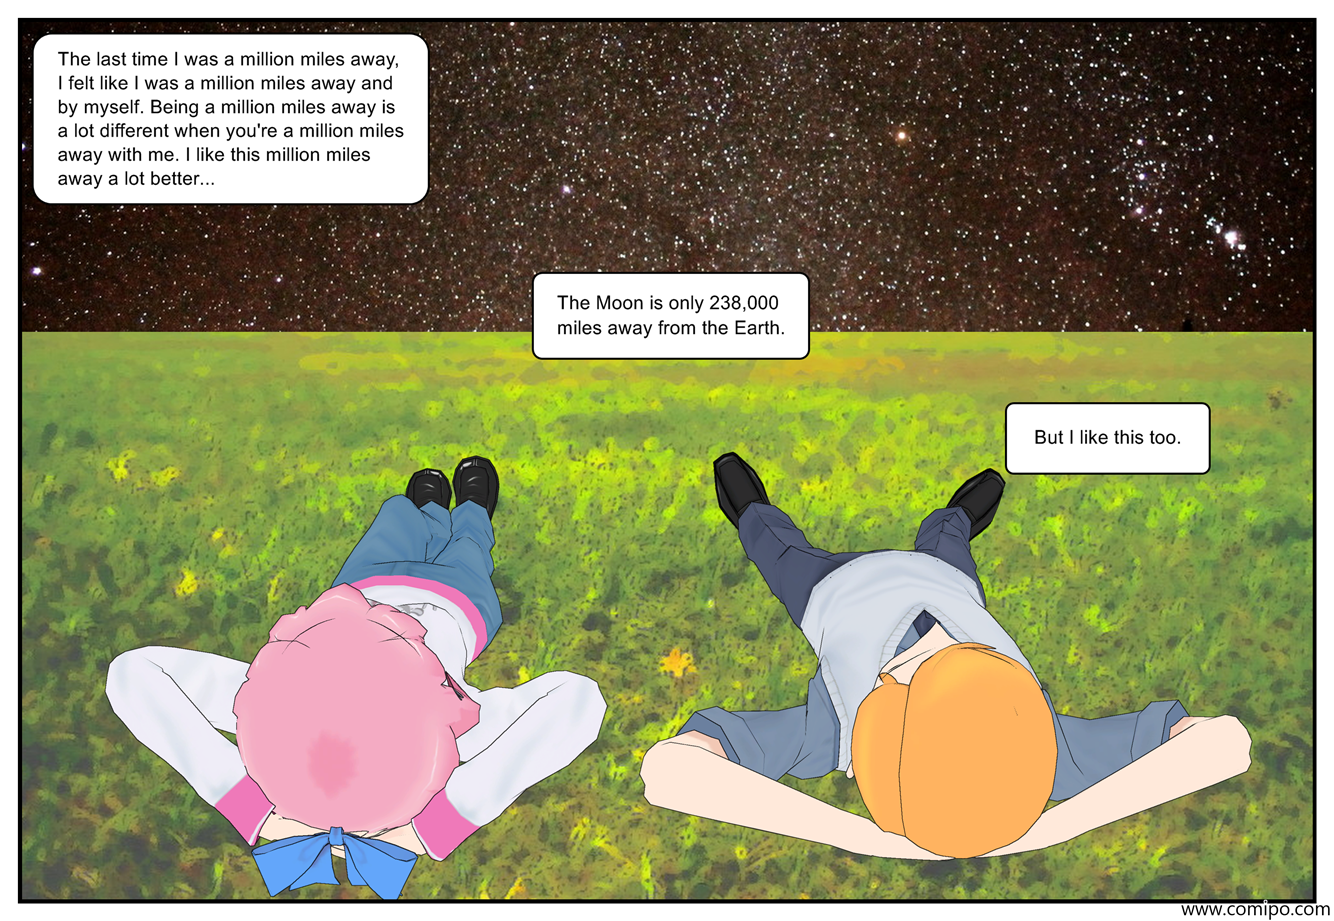 The last time I was a million miles away,
I felt like I was a million miles away and
by myself. Being a million miles away is
a lot different when you're a million miles
away with me. I like this million miles
away a lot better...
The Moon is only 238,000
miles away from the Earth.
But I like this too.
www.comipo.com